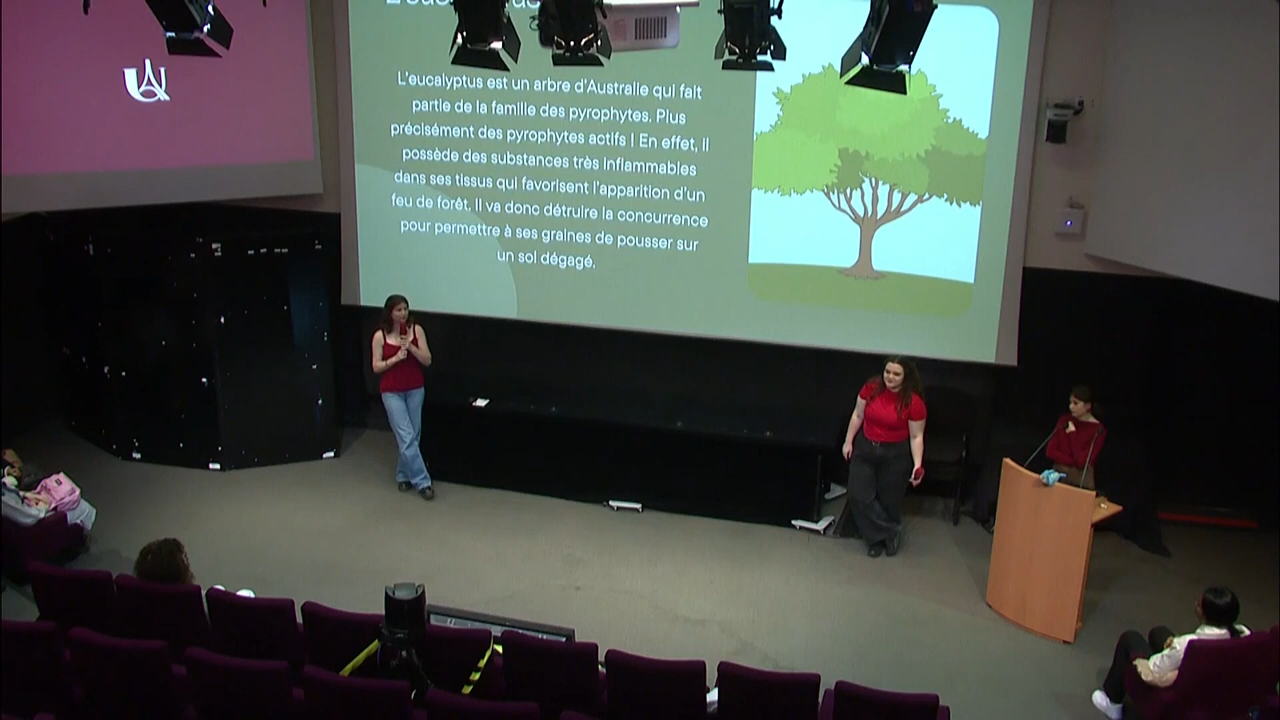 L'eucalyptus est un arbre d'Australie qui fait
partie de la famille des pyrophytes. Plus
précisément des pyrophytes actifs ! En effet, il
possède des substances très inflammables
dans ses tissus qui favorisent l'apparition d'un
feu de forêt. Il va donc détruire la concurrence
pour permettre à ses graines de pousser sur
un sol dégagé.